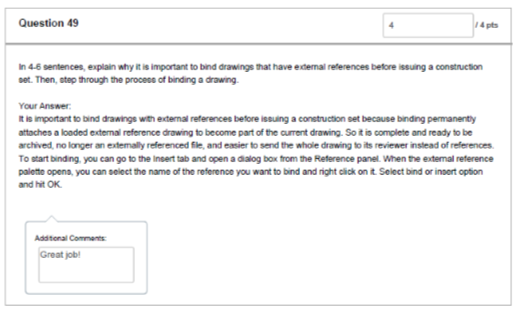 Question 49
4
/ 4 pts
In 4-6 sentences, explain why it is important to bind drawings that have external references before issuing a construction
set. Then, step through the process of binding a drawing.
Your Answer:
It is important to bind drawings with external references before issuing a construction set because binding permanently
attaches a loaded external reference drawing to become part of the current drawing. So it is complete and ready to be
archived, no longer an externally referenced file, and easier to send the whole drawing to its reviewer instead of references.
To start binding, you can go to the Insert tab and open a dialog box from the Reference panel. When the external reference
palette opens, you can select the name of the reference you want to bind and right click on it. Select bind or insert option
and hit OK.
Additional Comments:
Great job!